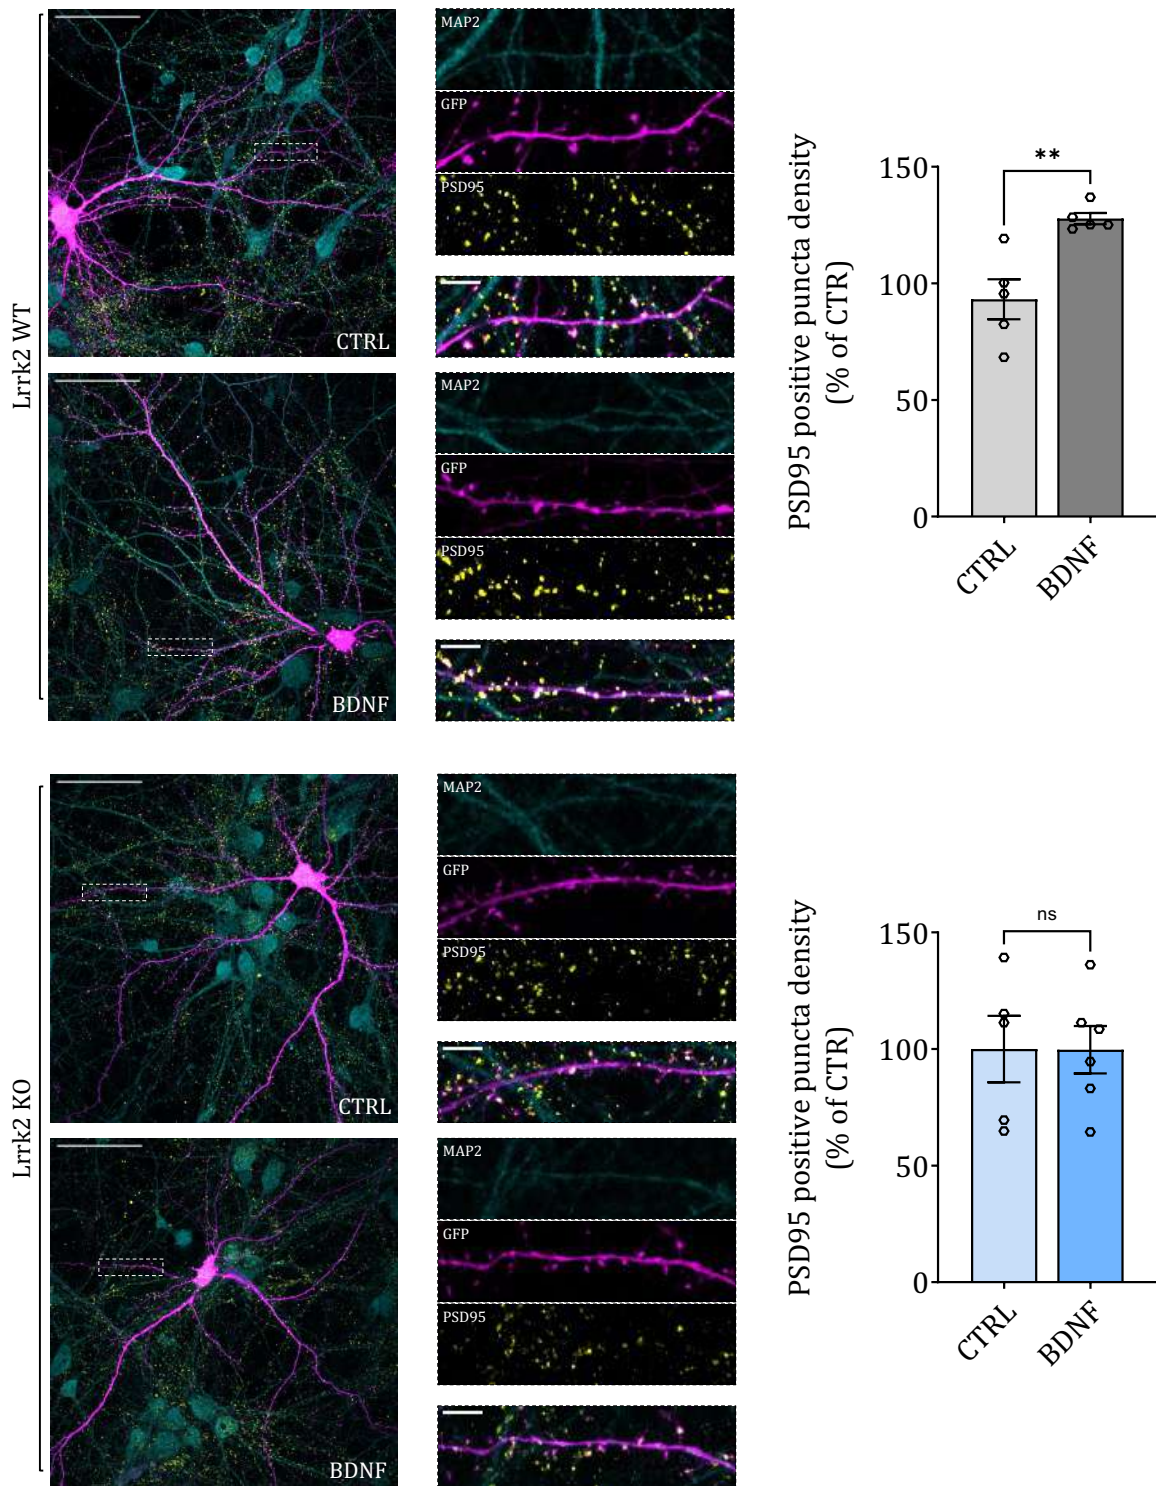 Lrrk2 WT
CTRL
MAP2
GFP
PSD95
BDNF
MAP2
GFP
PSD95
PSD95 positive puncta density
(% of CTR)
150
100
50
0
**
CTRL
BDNF
Lrrk2 KO
CTRL
MAP2
GFP
PSD95
BDNF
MAP2
GFP
PSD95
PSD95 positive puncta density
(% of CTR)
150
100
50
0
ns
CTRL
BDNF